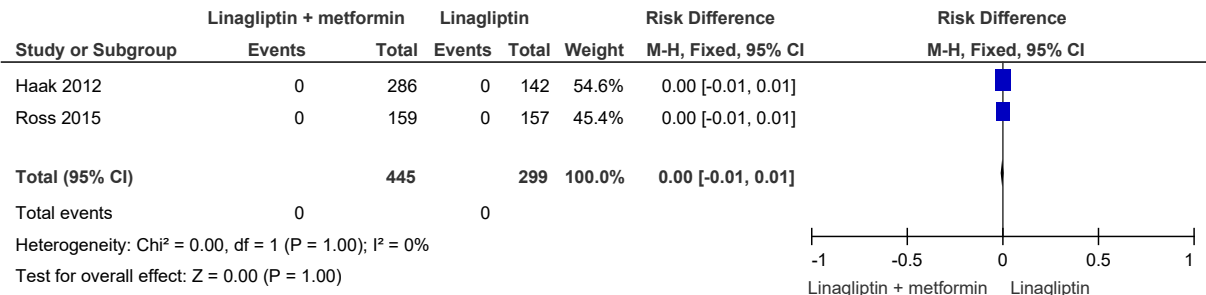 Linagliptin + metformin Linagliptin Risk Difference Risk Difference
Study or Subgroup Events Total Events Total Weight M-H, Fixed, 95% CI M-H, Fixed, 95% CI
Haak 2012 0 286 0 142 54.6% 0.00 [-0.01, 0.01]
Ross 2015 0 159 0 157 45.4% 0.00 [-0.01, 0.01]
Total (95% CI) 445 299 100.0% 0.00 [-0.01, 0.01]
Total events 0 0
Heterogeneity: Chi² = 0.00, df = 1 (P = 1.00); I² = 0%
Test for overall effect: Z = 0.00 (P = 1.00)
-1 -0.5 0 0.5 1
Linagliptin + metformin Linagliptin